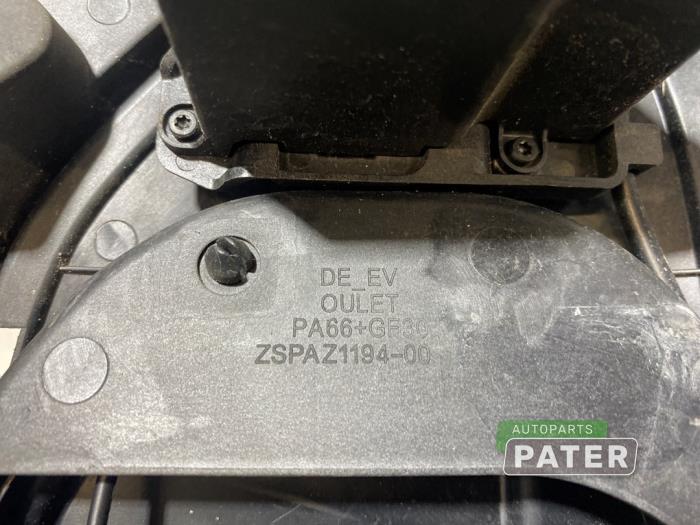 DE_EV
OULET
PA66+GF30
ZSPAZ1194-00
AUTOPARTS
PATER